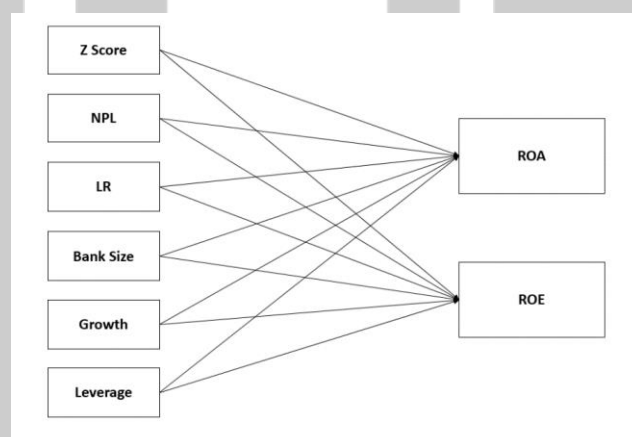 Z Score
NPL
LR
Bank Size
Growth
Leverage
ROA
ROE